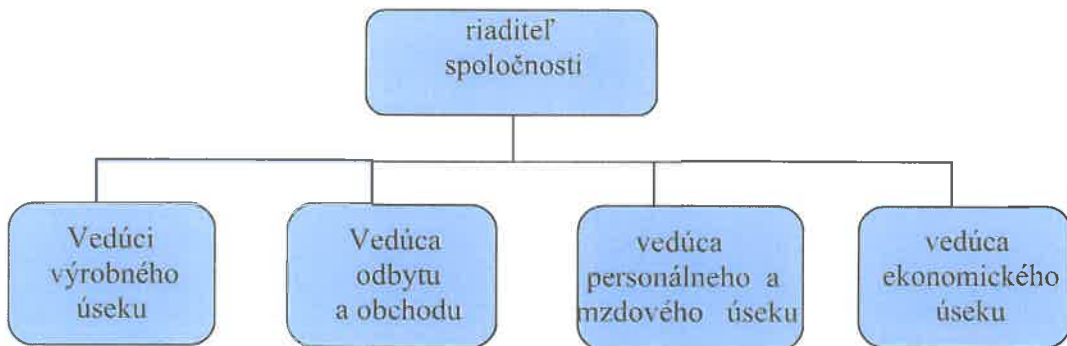 riaditeľ
spoločnosti
Vedúci
výrobného
úseku
Vedúca
odbytu
a obchodu
vedúca
personálneho a
mzdového úseku
vedúca
ekonomického
úseku